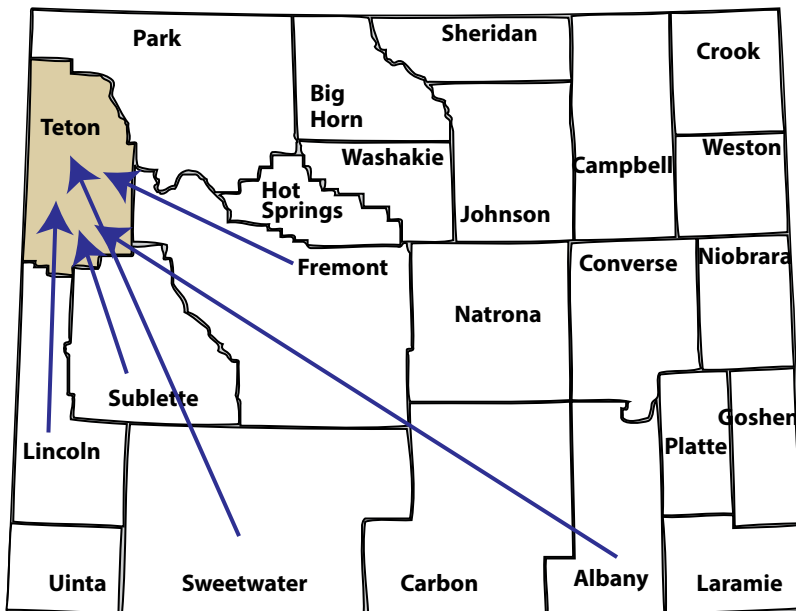 Park
Sheridan
Crook
Big
Horn
Teton
Washakie
Campbell
Weston
Hot
Springs
Johnson
Fremont
Converse
Niobrara
Natrona
Sublette
Goshen
Platte
Lincoln
Uinta
Sweetwater
Carbon
Albany
Laramie